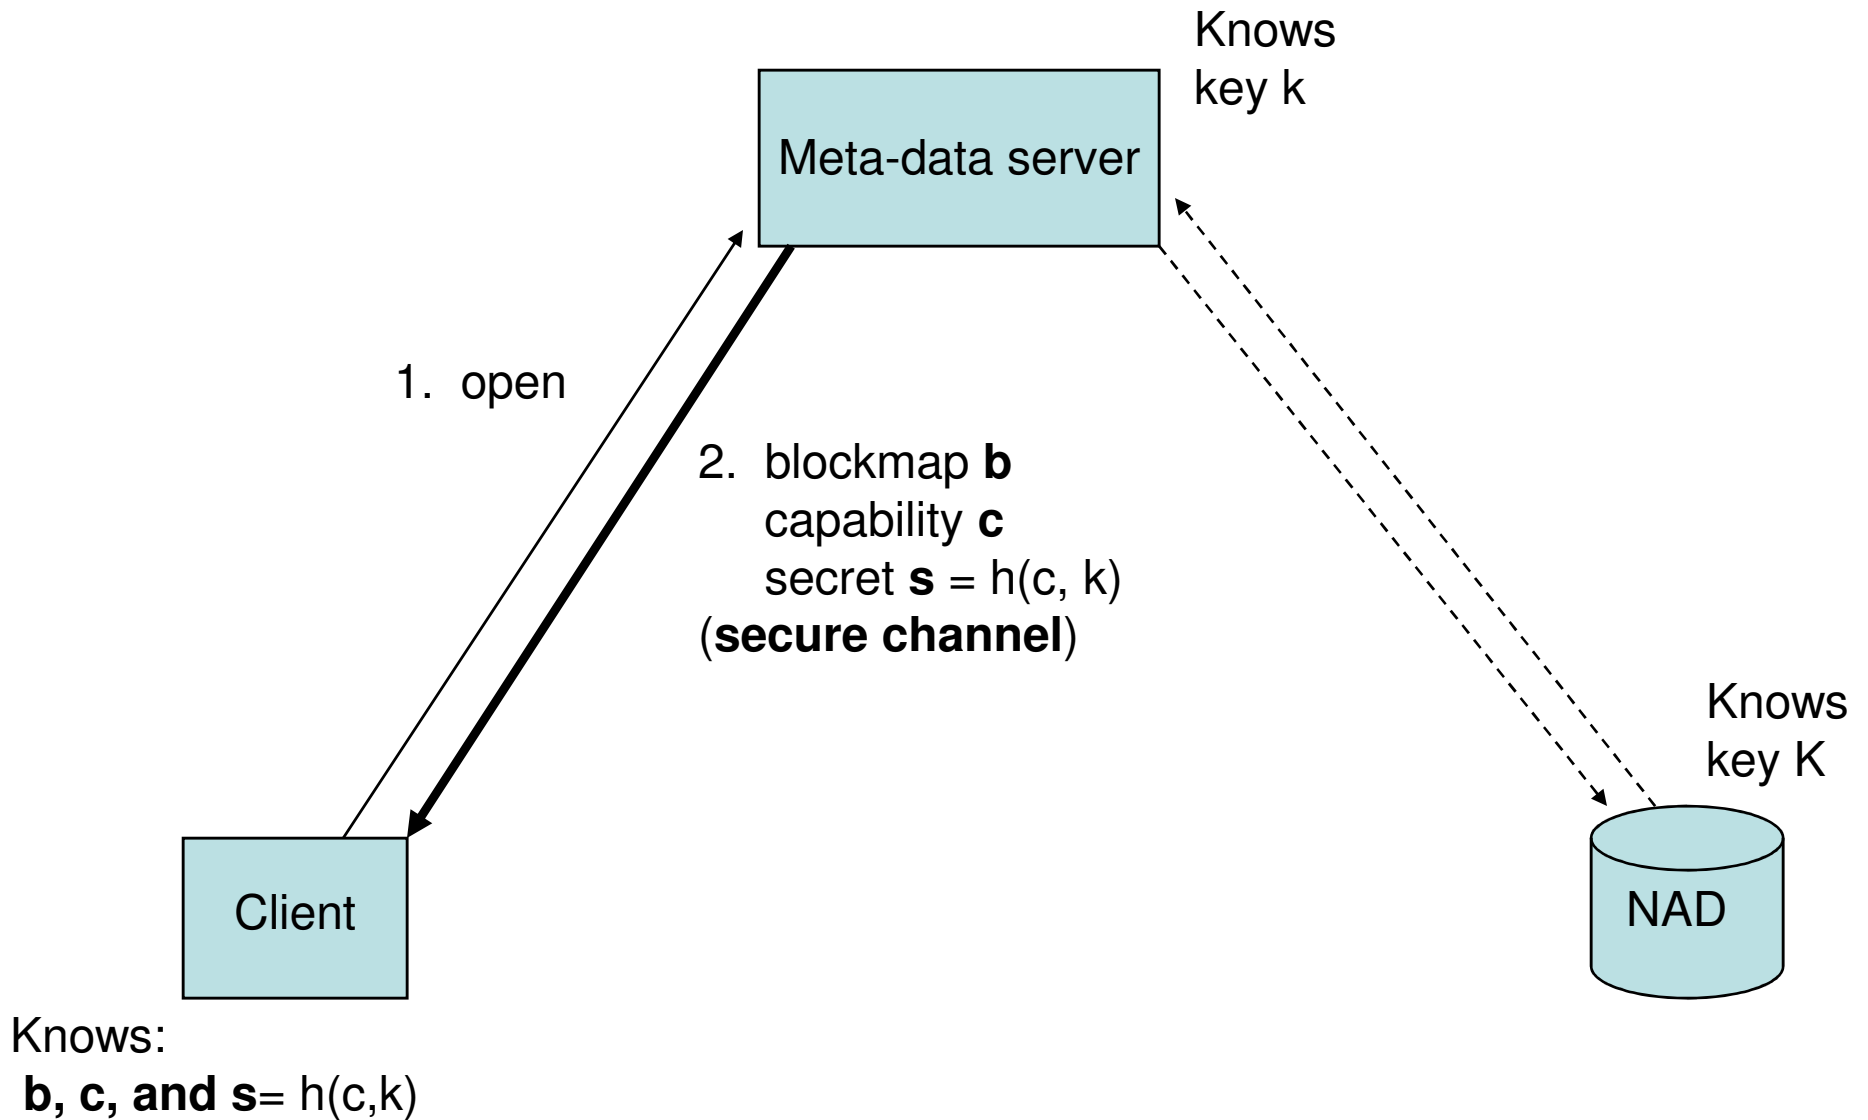 Knows
key k
Meta-data server
1. open
2. blockmap b
capability c
secret s = h(c, k)
(secure channel)
Knows
key K
NAD
Client
Knows:
b, c, and s= h(c,k)